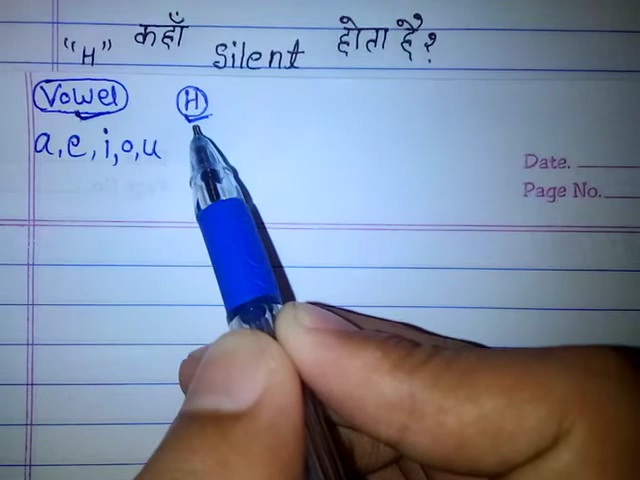 "H" कहाँ Silent होता है?
Vowel H
a, e, i, o, u
Date.
Page No.